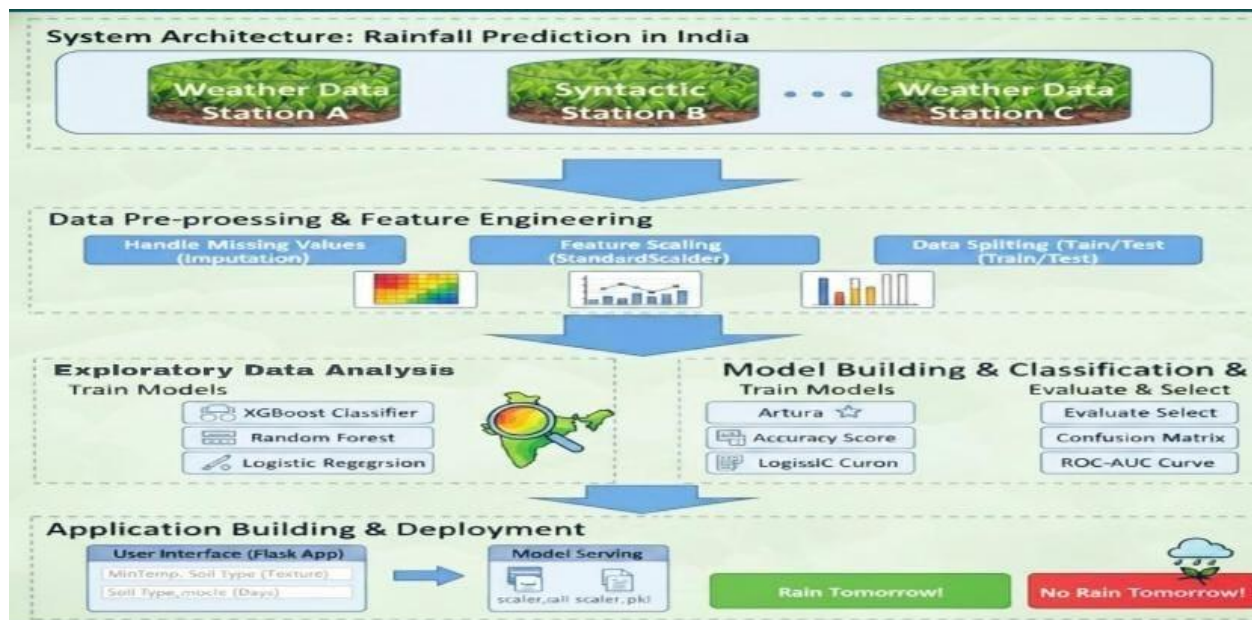 System Architecture: Rainfall Prediction in India
Weather Data
Station A
Syntactic
Station B
Weather Data
Station C
Data Pre-proessing & Feature Engineering
Handle Missing Values
(Imputation)
Feature Scaling
(StandardScalder)
Data Spliting (Tain/Test
(Train/Test)
Exploratory Data Analysis
Train Models
XGBoost Classifier
Random Forest
Logistic Regegrsion
Model Building & Classification &
Train Models
Artura
Accuracy Score
LogissiC Curon
Evaluate & Select
Evaluate Select
Confusion Matrix
ROC-AUC Curve
Application Building & Deployment
User Interface (Flask App)
MinTemp. Soil Type (Texture)
Soil Type, (Days)
Model Serving
scaler. scaler.pkl
Rain Tomorrow!
No Rain Tomorrow!